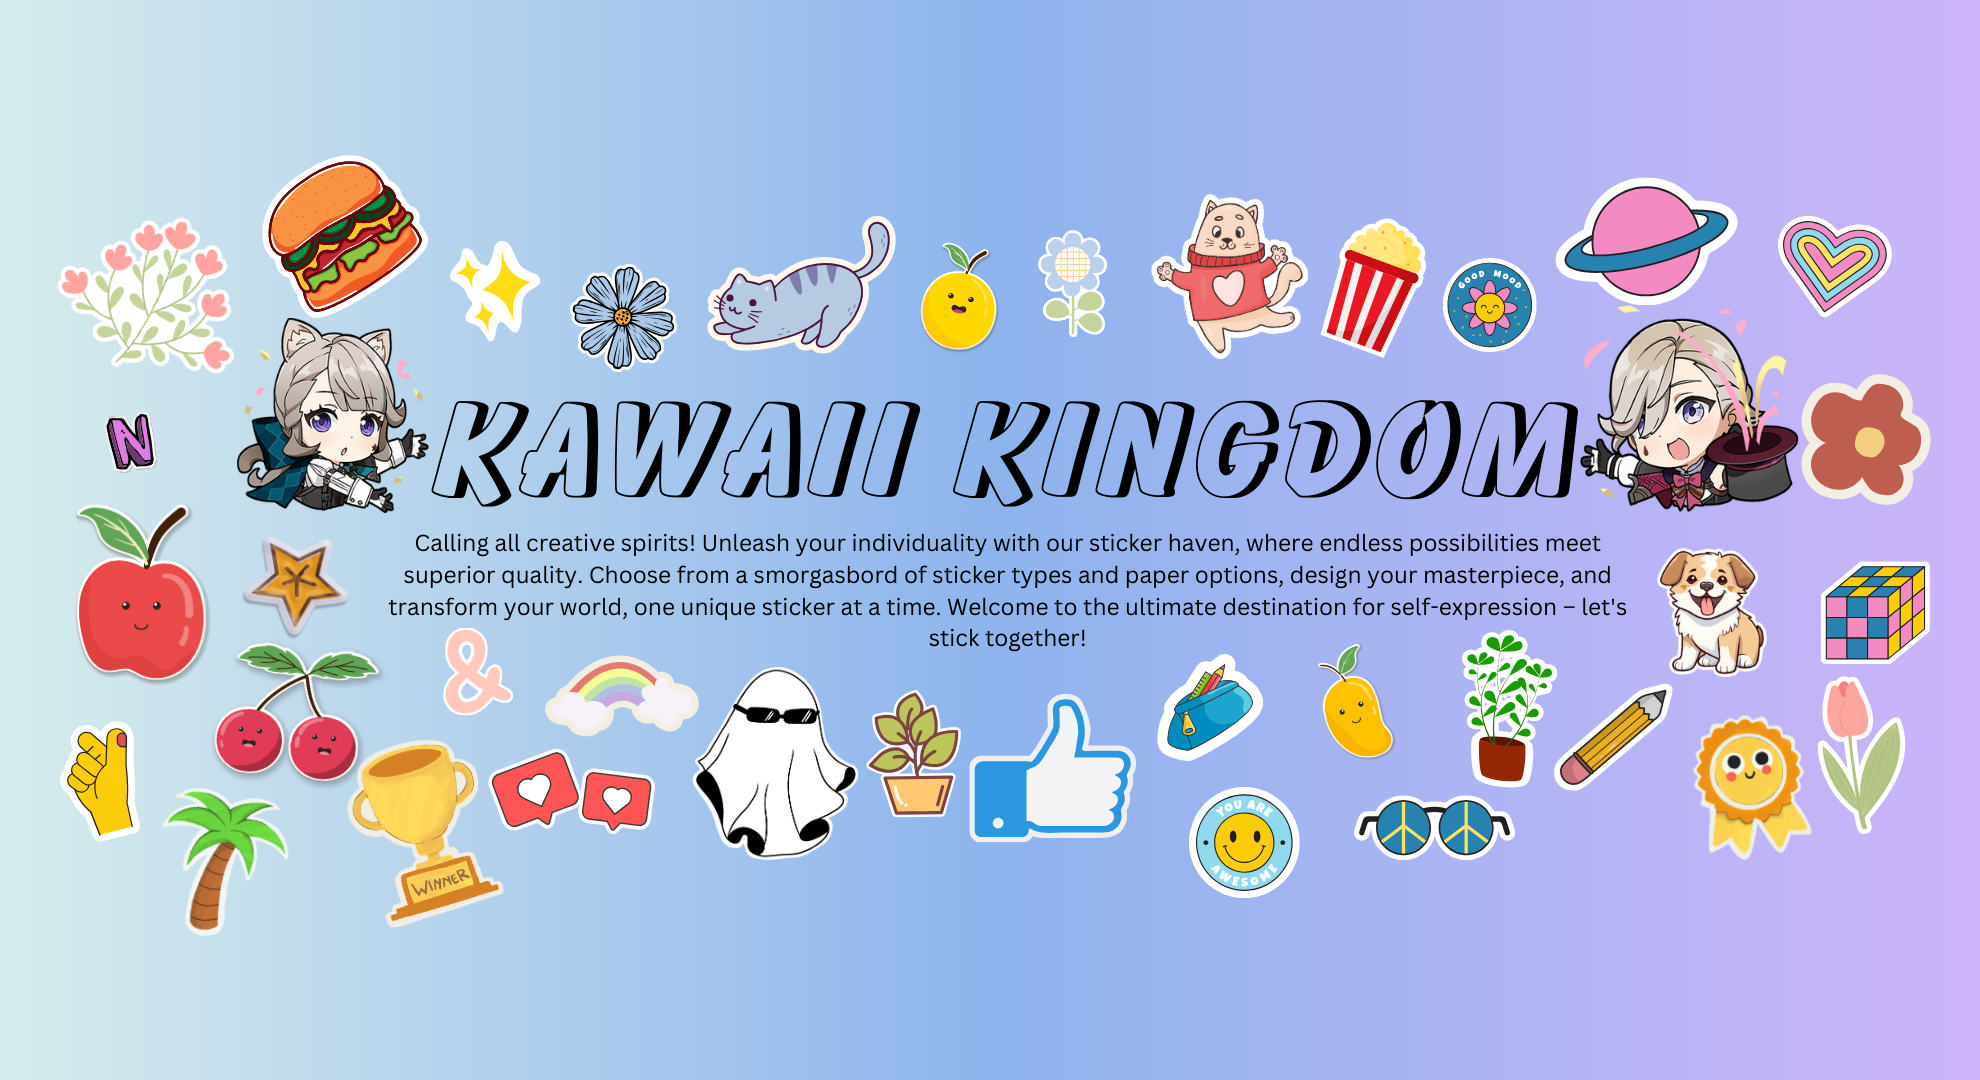 GOOD MOOD
N
KAWAII KINGDOM
Calling all creative spirits! Unleash your individuality with our sticker haven, where endless possibilities meet
superior quality. Choose from a smorgasbord of sticker types and paper options, design your masterpiece, and
transform your world, one unique sticker at a time. Welcome to the ultimate destination for self-expression – let's
stick together!
&
YOU ARE
AWESOME
WINNER